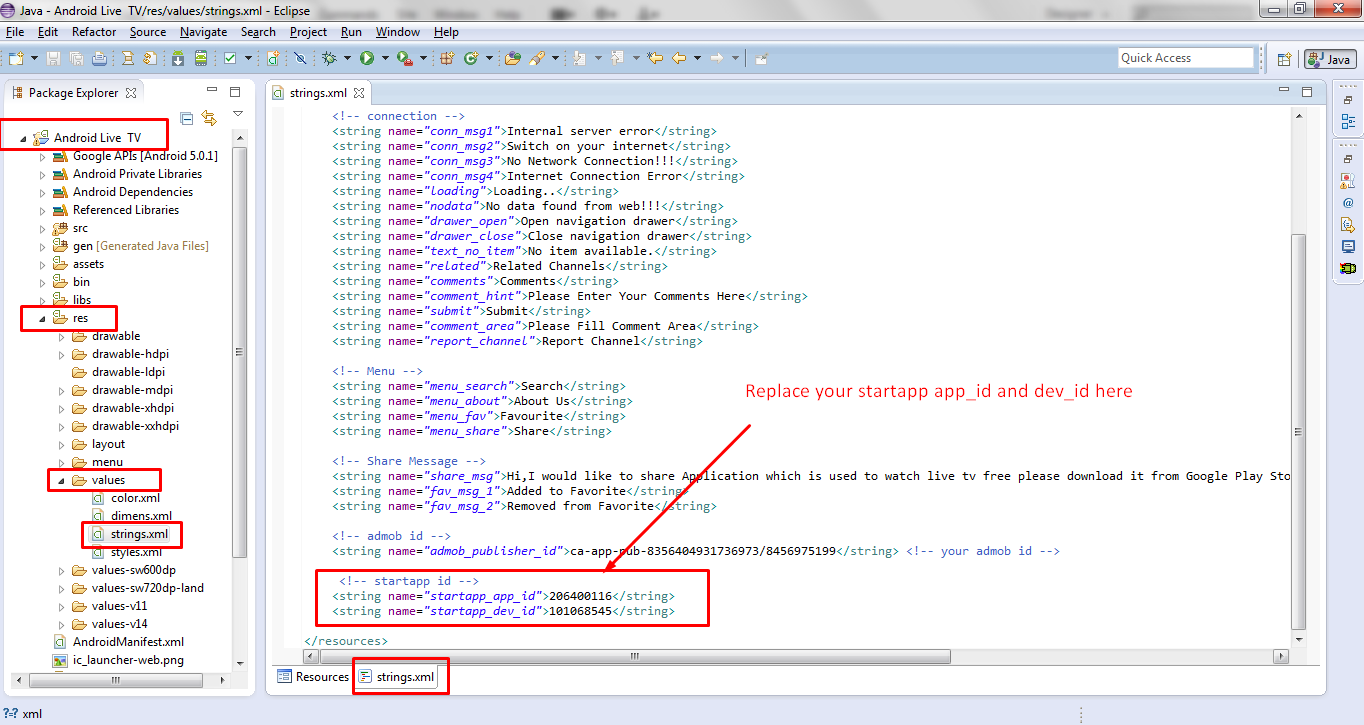 Java - Android Live TV/res/values/strings.xml - Eclipse
File Edit Refactor Source Navigate Search Project Run Window Help
Quick Access
Java
Package Explorer
Android Live TV
Google APIs [Android 5.0.1]
Android Private Libraries
Android Dependencies
Referenced Libraries
src
gen [Generated Java Files]
assets
bin
libs
res
drawable
drawable-hdpi
drawable-ldpi
drawable-mdpi
drawable-xhdpi
drawable-xxhdpi
layout
menu
values
color.xml
dimens.xml
strings.xml
styles.xml
values-sw600dp
values-sw720dp-land
values-v11
values-v14
AndroidManifest.xml
ic_launcher-web.png
strings.xml
<!-- connection -->
<string name="conn_msg1">Internal server error</string>
<string name="conn_msg2">Switch on your internet</string>
<string name="conn_msg3">No Network Connection!!!</string>
<string name="conn_msg4">Internet Connection Error</string>
<string name="loading">Loading..</string>
<string name="nodata">No data found from web!!!</string>
<string name="drawer_open">Open navigation drawer</string>
<string name="drawer_close">Close navigation drawer</string>
<string name="text_no_item">No item available.</string>
<string name="related">Related Channels</string>
<string name="comments">Comments</string>
<string name="comment_hint">Please Enter Your Comments Here</string>
<string name="submit">Submit</string>
<string name="comment_area">Please Fill Comment Area</string>
<string name="report_channel">Report Channel</string>
<!-- Menu -->
<string name="menu_search">Search</string>
<string name="menu_about">About Us</string>
<string name="menu_fav">Favourite</string>
<string name="menu_share">Share</string>
Replace your startapp app_id and dev_id here
<!-- Share Message -->
<string name="share_msg">Hi,I would like to share Application which is used to watch live tv free please download it from Google Play Sto
<string name="fav_msg_1">Added to Favorite</string>
<string name="fav_msg_2">Removed from Favorite</string>
<!-- admob id -->
<string name="admob_publisher_id">ca-app-pub-8356404931736973/8456975199</string> <!-- your admob id -->
<!-- startapp id -->
<string name="startapp_app_id">206400116</string>
<string name="startapp_dev_id">101068545</string>
</resources>
Resources strings.xml
xml